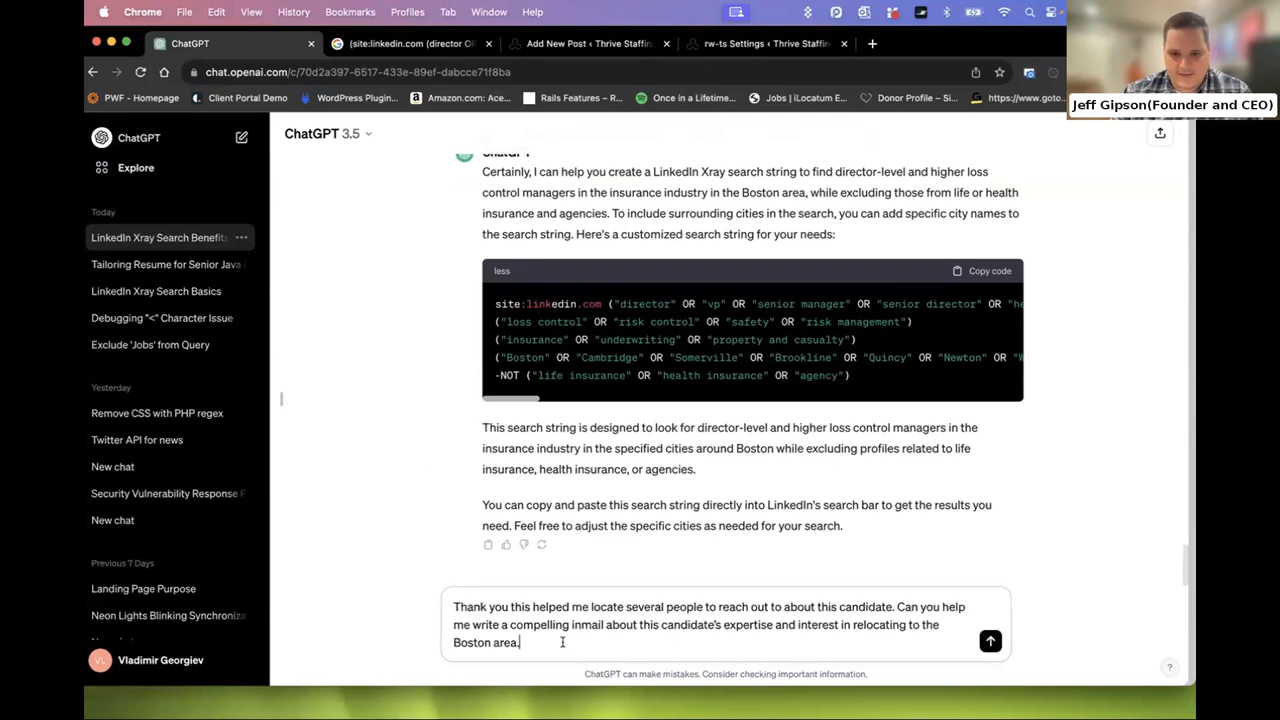 Chrome File Edit View History Bookmarks Profiles Tab Window Help
ChatGPT
(site:linkedin.com (director OR
Add New Post ‹ Thrive Staffin
rw-ts Settings ‹ Thrive Staffin
chat.openai.com/c/70d2a397-6517-433e-89ef-dabcce71f8ba
PWF - Homepage
Client Portal Demo
WordPress Plugin...
Amazon.com: Ace...
Rails Features – R...
Once in a Lifetime...
Jobs | iLocatum E...
Donor Profile – Si...
https://www.goto
Jeff Gipson(Founder and CEO)
ChatGPT
Explore
Today
LinkedIn Xray Search Benefits
Tailoring Resume for Senior Java
LinkedIn Xray Search Basics
Debugging "<" Character Issue
Exclude 'Jobs' from Query
Yesterday
Remove CSS with PHP regex
Twitter API for news
New chat
Security Vulnerability Response
New chat
Previous 7 Days
Landing Page Purpose
Neon Lights Blinking Synchroniza
VL Vladimir Georgiev
ChatGPT 3.5
ChatGPT
Certainly, I can help you create a LinkedIn Xray search string to find director-level and higher loss
control managers in the insurance industry in the Boston area, while excluding those from life or health
insurance and agencies. To include surrounding cities in the search, you can add specific city names to
the search string. Here's a customized search string for your needs:
less
Copy code
site:linkedin.com ("director" OR "vp" OR "senior manager" OR "senior director" OR "he
("loss control" OR "risk control" OR "safety" OR "risk management")
("insurance" OR "underwriting" OR "property and casualty")
("Boston" OR "Cambridge" OR "Somerville" OR "Brookline" OR "Quincy" OR "Newton" OR "W
-NOT ("life insurance" OR "health insurance" OR "agency")
This search string is designed to look for director-level and higher loss control managers in the
insurance industry in the specified cities around Boston while excluding profiles related to life
insurance, health insurance, or agencies.
You can copy and paste this search string directly into LinkedIn's search bar to get the results you
need. Feel free to adjust the specific cities as needed for your search.
Thank you this helped me locate several people to reach out to about this candidate. Can you help
me write a compelling inmail about this candidate's expertise and interest in relocating to the
Boston area.
ChatGPT can make mistakes. Consider checking important information.
?